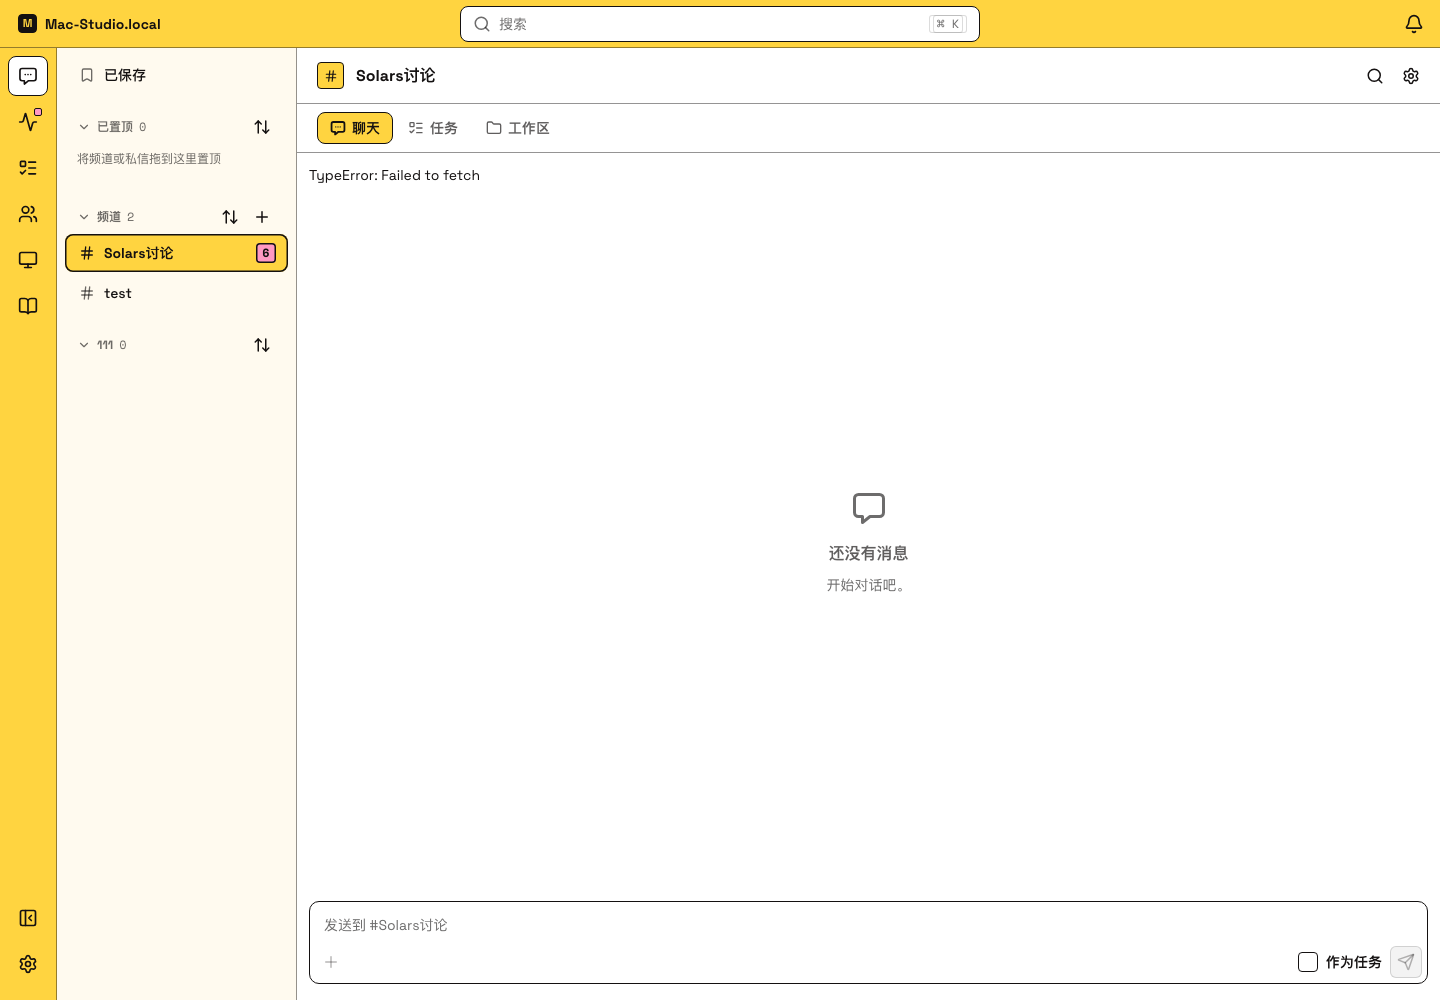 M Mac-Studio.local
搜索
⌘ K
已保存
已置顶 0
将频道或私信拖到这里置顶
频道 2
Solars讨论
6
test
111 0
Solars讨论
聊天
任务
工作区
TypeError: Failed to fetch
还没有消息
开始对话吧。
发送到 #Solars讨论
作为任务